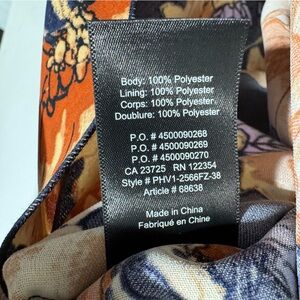 Body: 100% Polyester
Lining: 100% Polyester
Corps: 100% Polyester.
Doublure: 100% Polyester
P.O. # 4500090268
P.O. # 4500090269
P.O. # 4500090270
CA 23725 RN 122354
Style # PHV1-2566FZ-38
Article # 68638
Made in China
Fabriqué en Chine